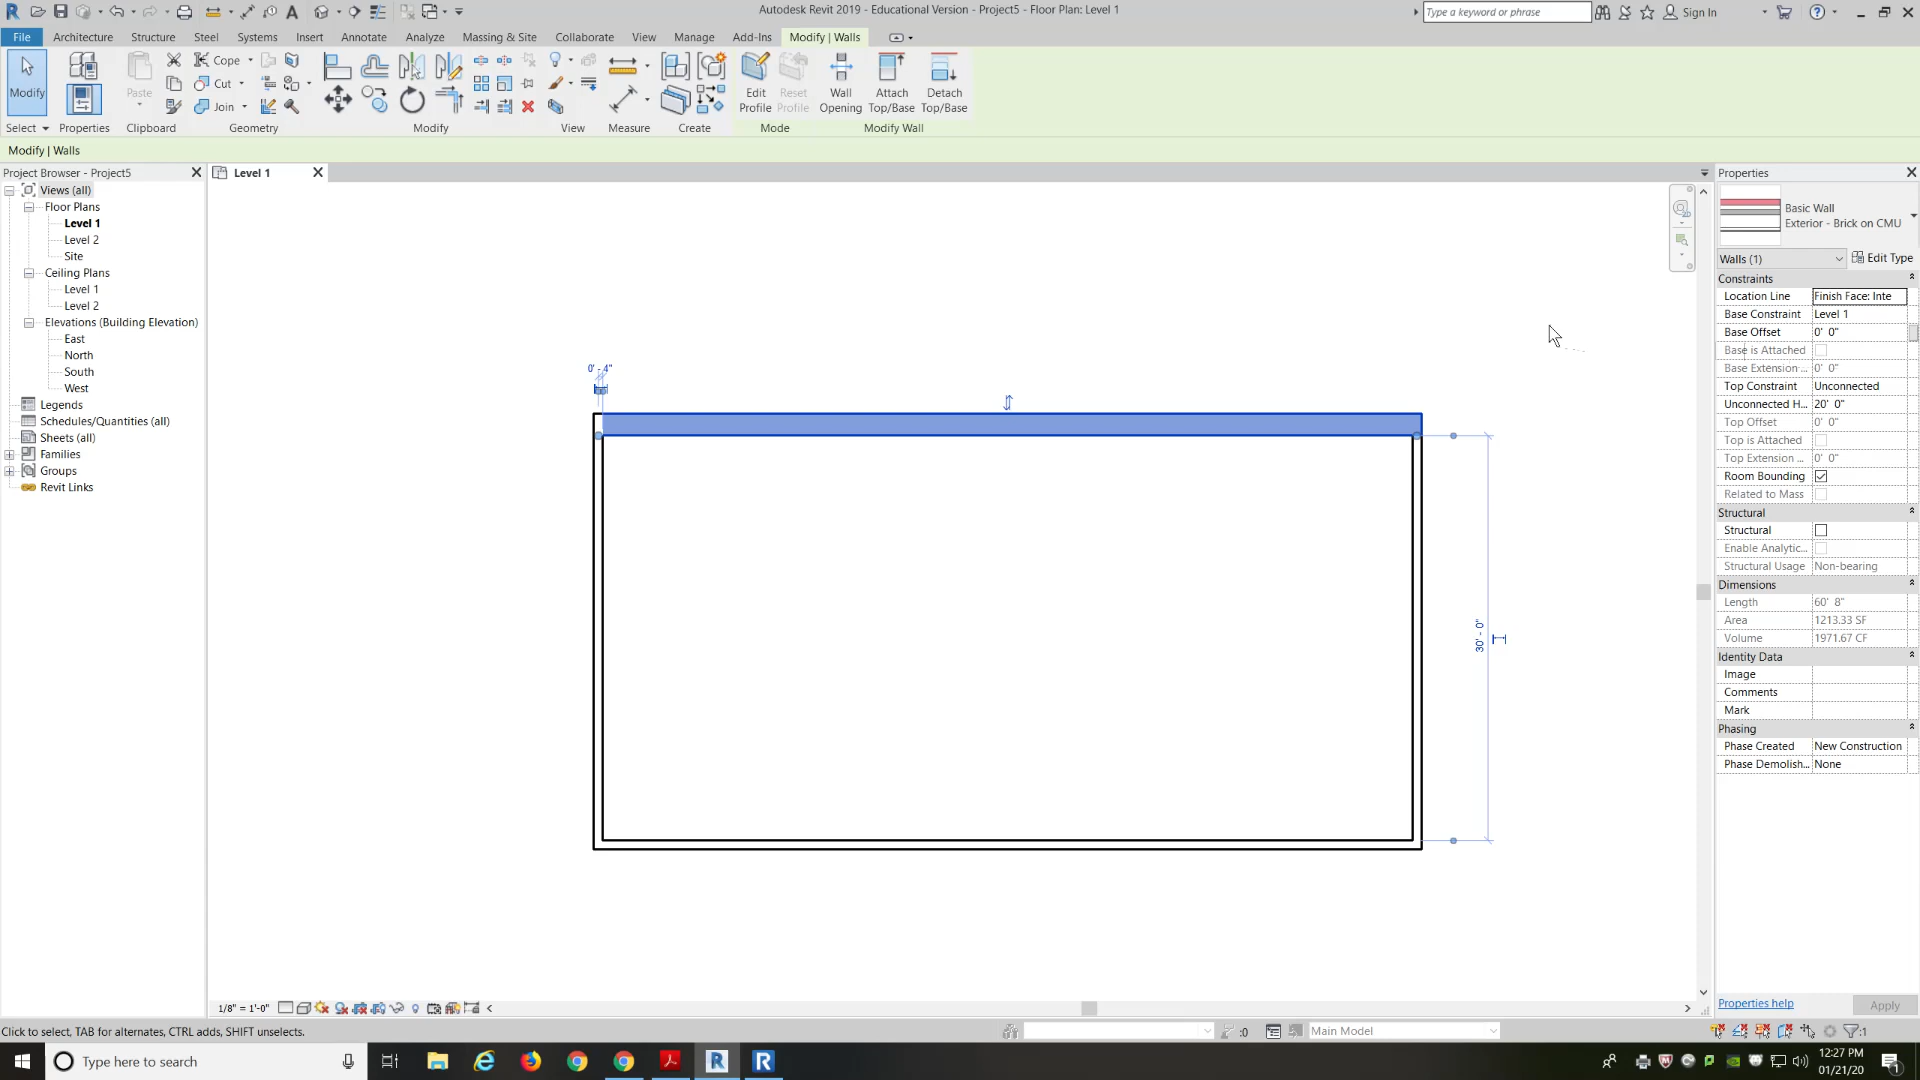 Autodesk Revit 2019 - Educational Version - Project5 - Floor Plan: Level 1
Type a keyword or phrase
Sign In
File
Architecture
Structure
Steel
Systems
Insert
Annotate
Analyze
Massing & Site
Collaborate
View
Manage
Add-Ins
Modify | Walls
Modify
Paste
Cope
Cut
Join
Edit
Profile
Reset
Profile
Wall
Opening
Attach
Top/Base
Detach
Top/Base
Select
Properties
Clipboard
Geometry
Modify
View
Measure
Create
Mode
Modify Wall
Modify | Walls
Project Browser - Project5
Views (all)
Floor Plans
Level 1
Level 2
Site
Ceiling Plans
Level 1
Level 2
Elevations (Building Elevation)
East
North
South
West
Legends
Schedules/Quantities (all)
Sheets (all)
Families
Groups
Revit Links
Level 1
0' - 4"
30' - 0"
Properties
Basic Wall
Exterior - Brick on CMU
Walls (1)
Edit Type
Constraints
Location Line
Finish Face: Inte
Base Constraint
Level 1
Base Offset
0' 0"
Base is Attached
Base Extension ...
0' 0"
Top Constraint
Unconnected
Unconnected H...
20' 0"
Top Offset
0' 0"
Top is Attached
Top Extension ...
0' 0"
Room Bounding
Related to Mass
Structural
Structural
Enable Analytic...
Structural Usage
Non-bearing
Dimensions
Length
60' 8"
Area
1213.33 SF
Volume
1971.67 CF
Identity Data
Image
Comments
Mark
Phasing
Phase Created
New Construction
Phase Demolish...
None
Properties help
Apply
1/8" = 1'-0"
Click to select, TAB for alternates, CTRL adds, SHIFT unselects.
:0
Main Model
:1
Type here to search
12:27 PM
01/21/20
1